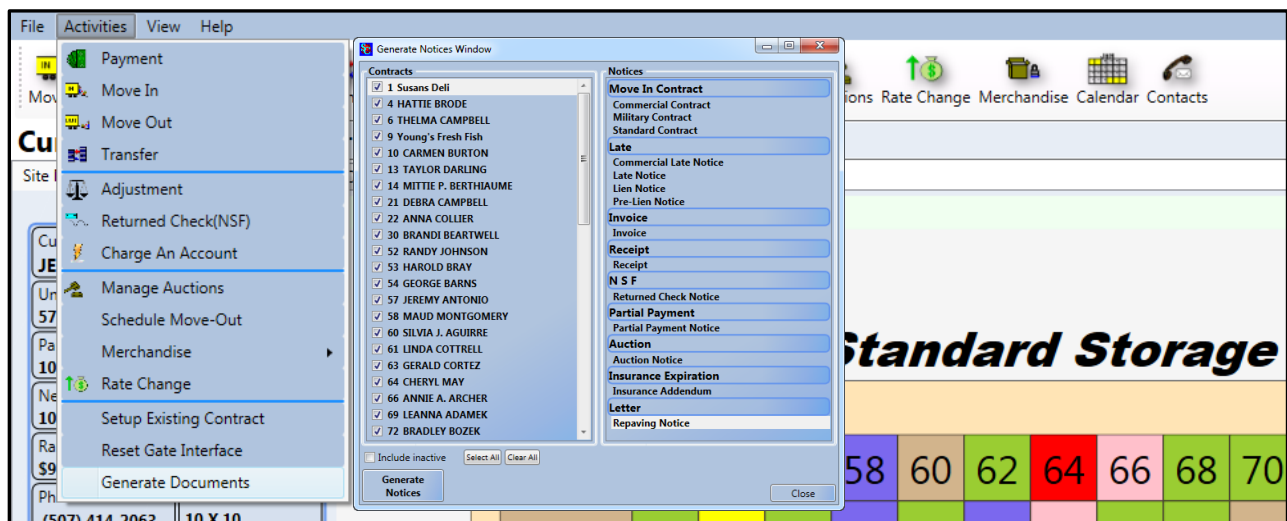 File Activities View Help
Payment
Move In
Move Out
Transfer
Adjustment
Returned Check(NSF)
Charge An Account
Manage Auctions
Schedule Move-Out
Merchandise
Rate Change
Setup Existing Contract
Reset Gate Interface
Generate Documents
Generate Notices Window
Contracts
1 Susans Deli
4 HATTIE BRODE
6 THELMA CAMPBELL
9 Young's Fresh Fish
10 CARMEN BURTON
13 TAYLOR DARLING
14 MITTIE P. BERTHIAUME
21 DEBRA CAMPBELL
22 ANNA COLLIER
30 BRANDI BEARTWELL
52 RANDY JOHNSON
53 HAROLD BRAY
54 GEORGE BARNS
57 JEREMY ANTONIO
58 MAUD MONTGOMERY
60 SILVIA J. AGUIRRE
61 LINDA COTTRELL
63 GERALD CORTEZ
64 CHERYL MAY
66 ANNIE A. ARCHER
69 LEANNA ADAMEK
72 BRADLEY BOZEK
Include inactive Select All Clear All
Generate
Notices
Notices
Move In Contract
Commercial Contract
Military Contract
Standard Contract
Late
Commercial Late Notice
Late Notice
Lien Notice
Pre-Lien Notice
Invoice
Invoice
Receipt
Receipt
N S F
Returned Check Notice
Partial Payment
Partial Payment Notice
Auction
Auction Notice
Insurance Expiration
Insurance Addendum
Letter
Repaving Notice
Close
IN
Mov
ions Rate Change Merchandise Calendar Contacts
Cu
Site
Cu
JE
Un
57
Pa
10
Ne
10
Ra
$9
Ph
(507) 414-2063 10 X 10
Standard Storage
58 60 62 64 66 68 70